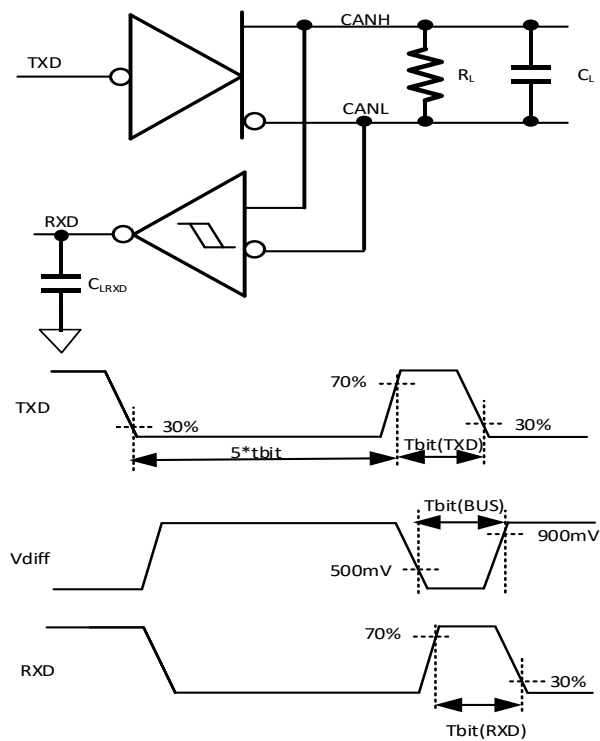 CANH
TXD
RL
CL
CANL
RXD
CLRXD
70%
TXD
30%
30%
5*tbit
Tbit(TXD)
Tbit(BUS)
Vdiff
900mV
500mV
70%
RXD
30%
Tbit(RXD)